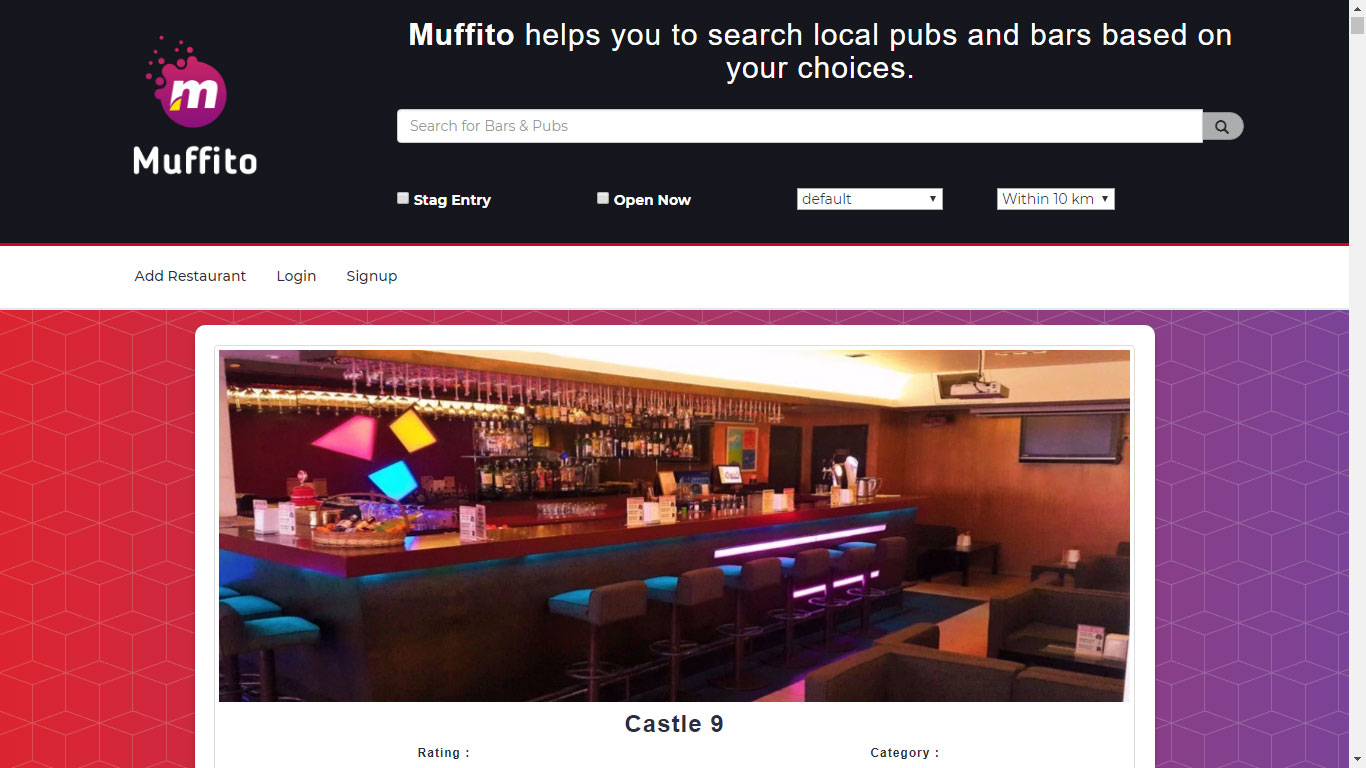 Muffito helps you to search local pubs and bars based on
your choices.
m
Muffito
Search for Bars & Pubs
Stag Entry
Open Now
default
Within 10 km
Add Restaurant
Login
Signup
Castle 9
Rating :
Category :